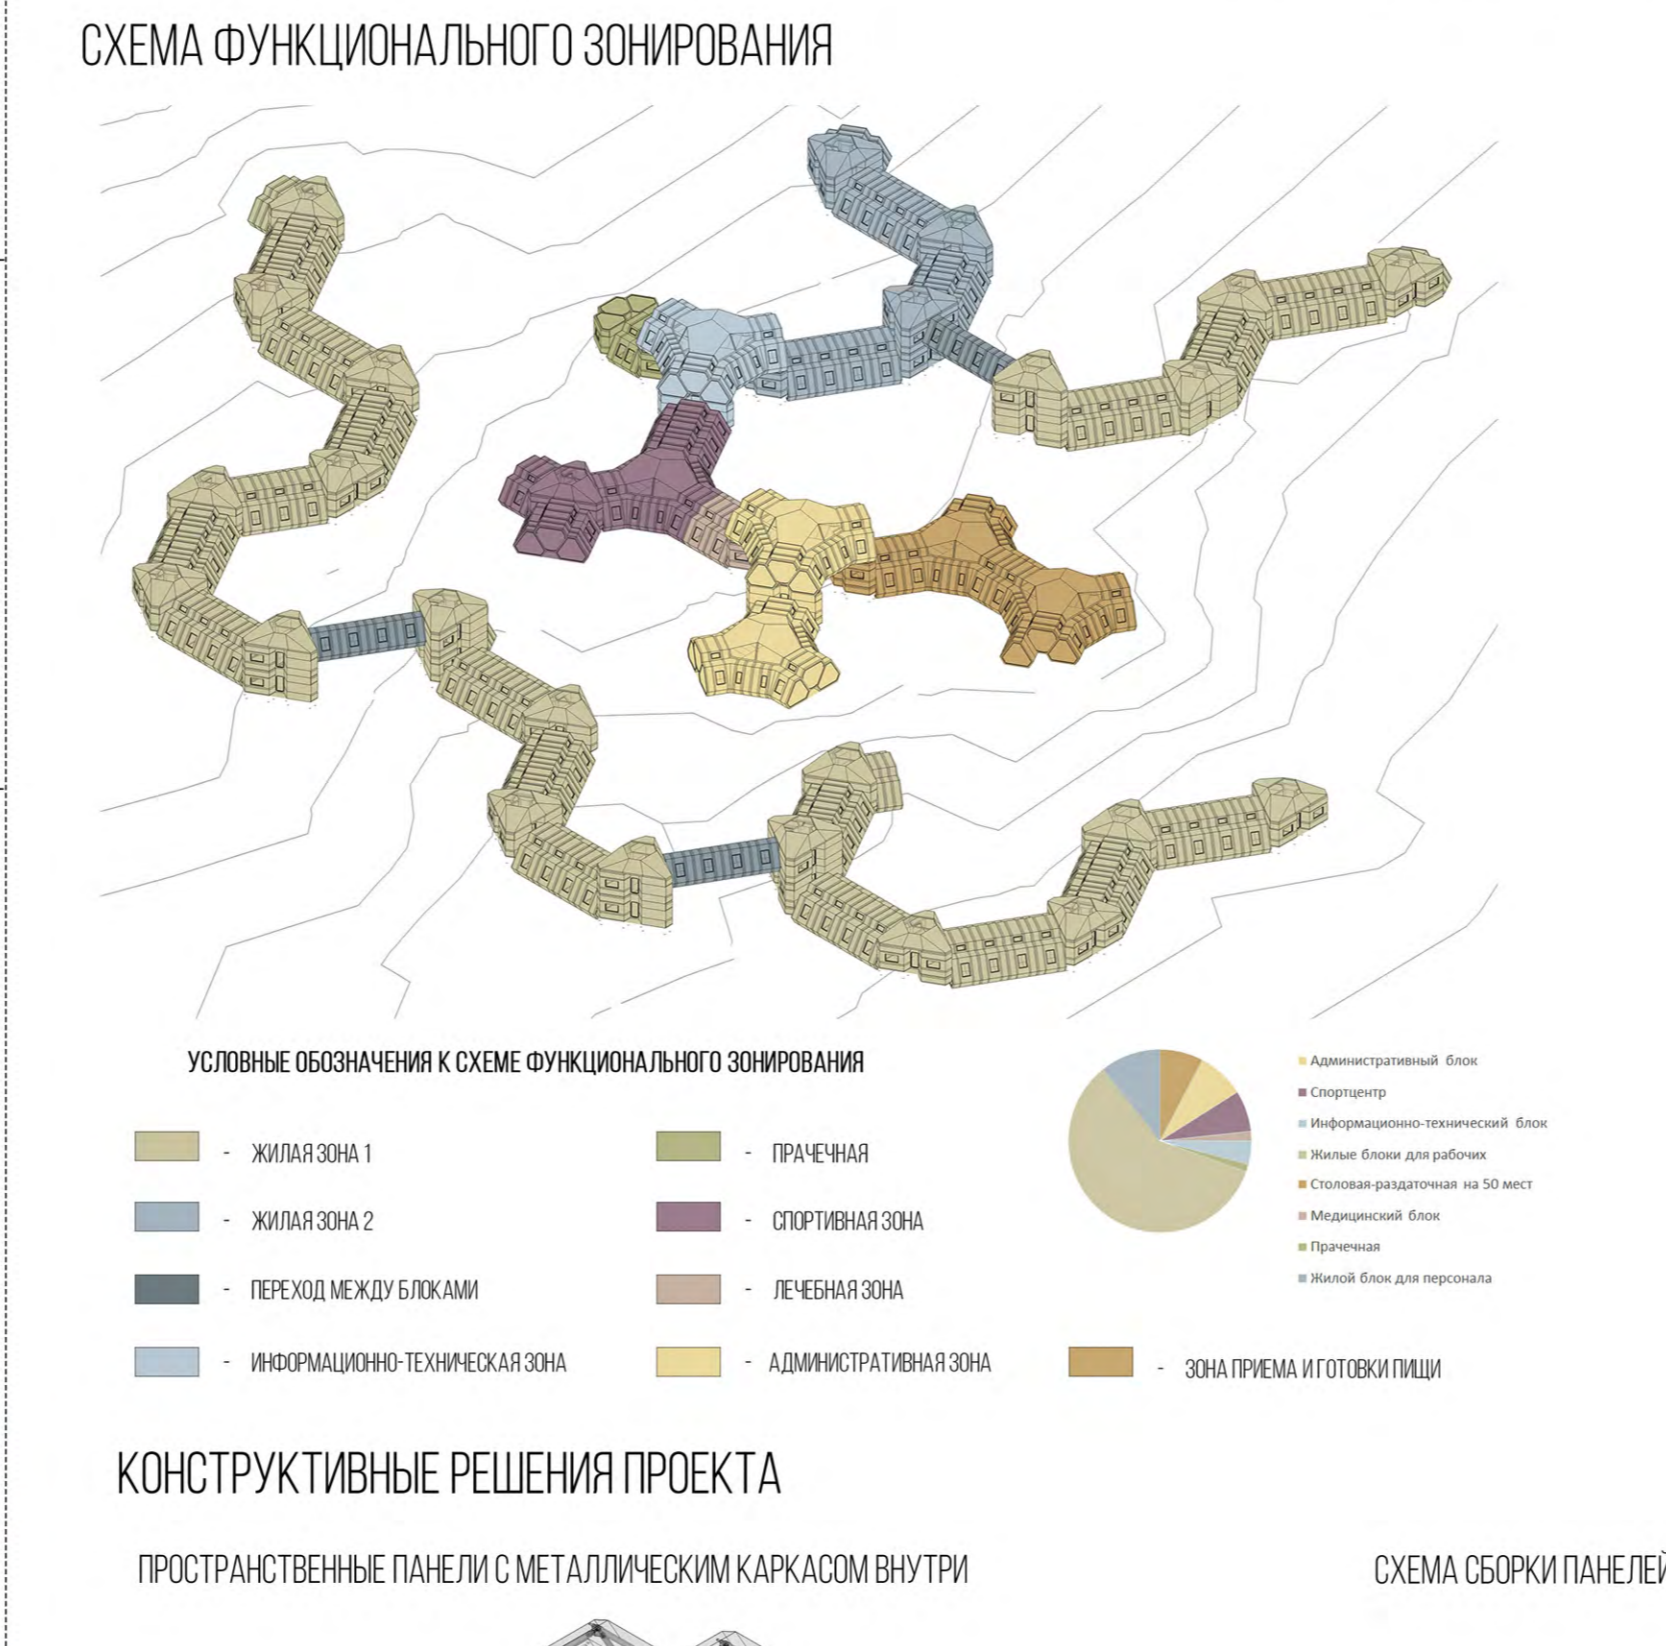 СХЕМА ФУНКЦИОНАЛЬНОГО ЗОНИРОВАНИЯ
УСЛОВНЫЕ ОБОЗНАЧЕНИЯ К СХЕМЕ ФУНКЦИОНАЛЬНОГО ЗОНИРОВАНИЯ
- ЖИЛАЯ ЗОНА 1
- ЖИЛАЯ ЗОНА 2
- ПЕРЕХОД МЕЖДУ БЛОКАМИ
- ИНФОРМАЦИОННО-ТЕХНИЧЕСКАЯ ЗОНА
- ПРАЧЕЧНАЯ
- СПОРТИВНАЯ ЗОНА
- ЛЕЧЕБНАЯ ЗОНА
- АДМИНИСТРАТИВНАЯ ЗОНА
- ЗОНА ПРИЕМА И ГОТОВКИ ПИЩИ
Административный блок
Спортцентр
Информационно-технический блок
Жилые блоки для рабочих
Столовая-раздаточная на 50 мест
Медицинский блок
Прачечная
Жилой блок для персонала
КОНСТРУКТИВНЫЕ РЕШЕНИЯ ПРОЕКТА
ПРОСТРАНСТВЕННЫЕ ПАНЕЛИ С МЕТАЛЛИЧЕСКИМ КАРКАСОМ ВНУТРИ
СХЕМА СБОРКИ ПАНЕЛЕЙ